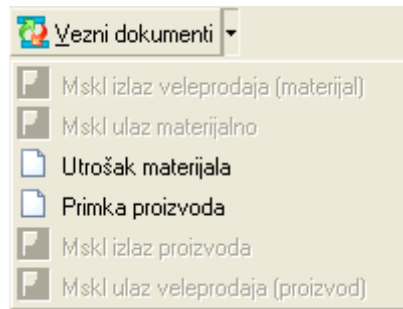 Vezni dokumenti
Mskl izlaz veleprodaja (materijal)
Mskl ulaz materijalno
Utrošak materijala
Primka proizvoda
Mskl izlaz proizvoda
Mskl ulaz veleprodaja (proizvod)